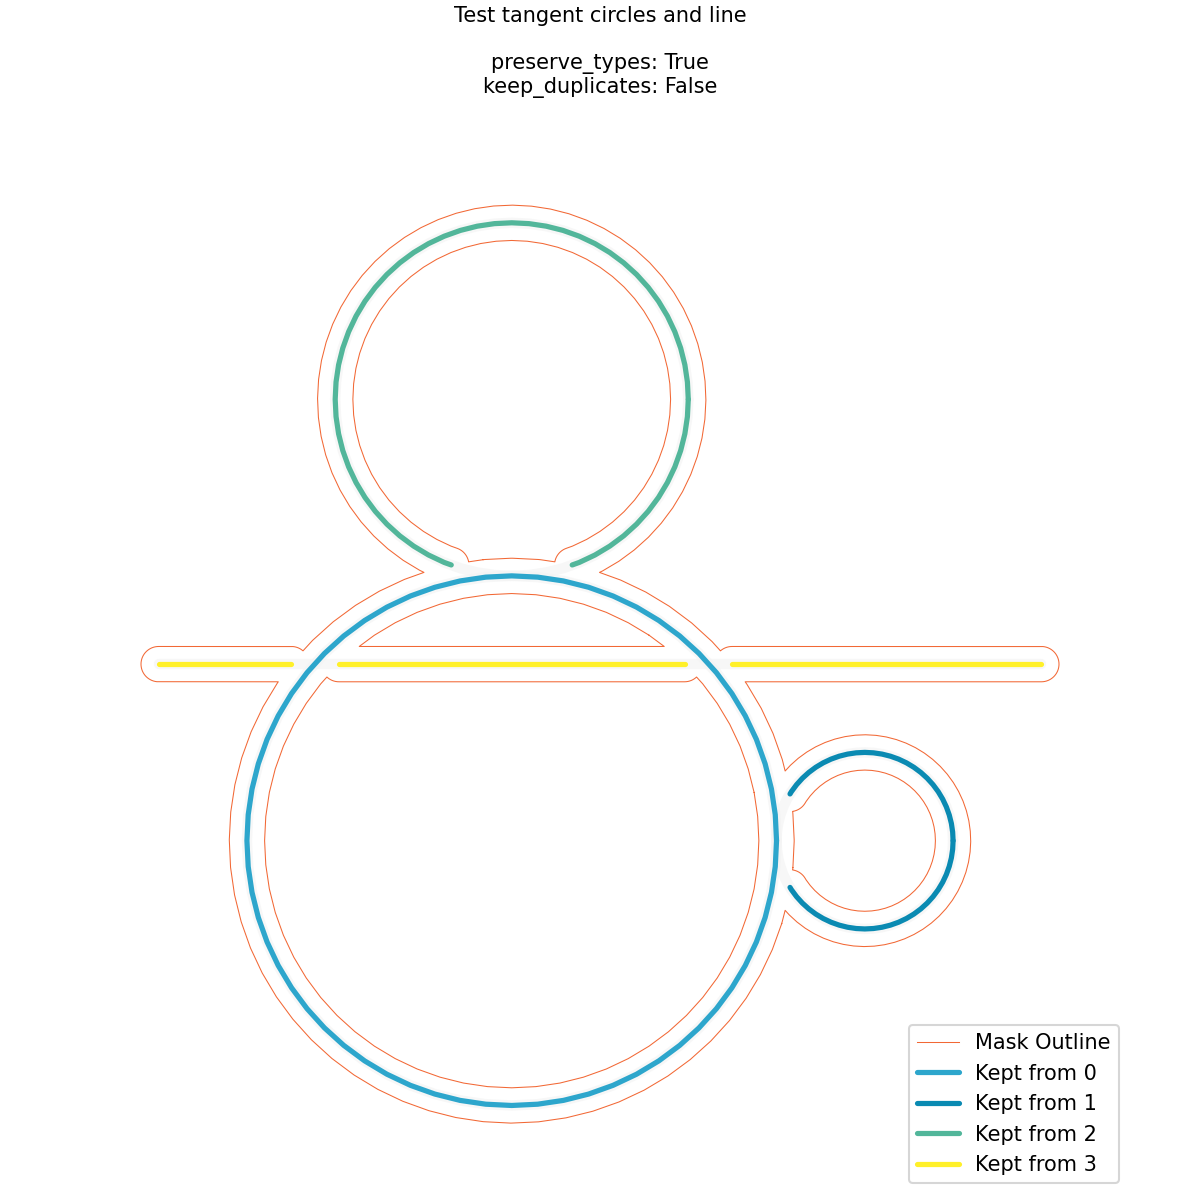 Test tangent circles and line
preserve_types: True
keep_duplicates: False
Mask Outline
Kept from 0
Kept from 1
Kept from 2
Kept from 3